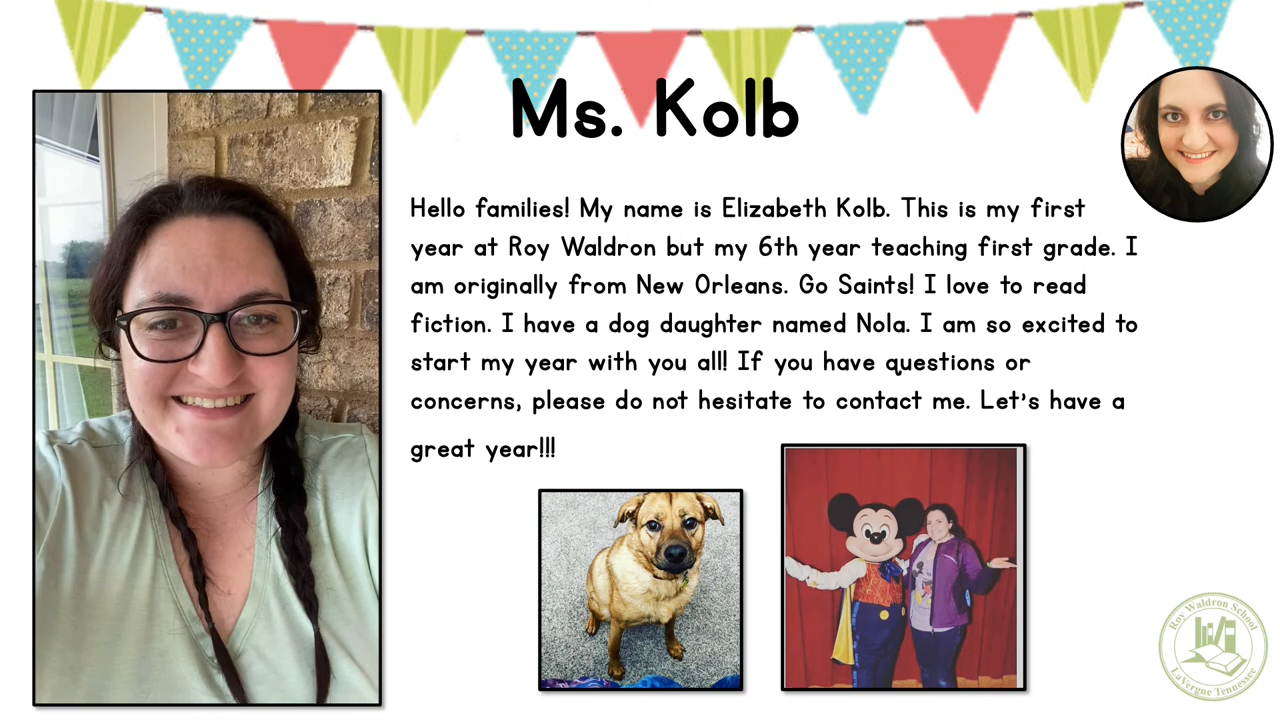 Ms. Kolb
Hello families! My name is Elizabeth Kolb. This is my first
year at Roy Waldron but my 6th year teaching first grade. I
am originally from New Orleans. Go Saints! I love to read
fiction. I have a dog daughter named Nola. I am so excited to
start my year with you all! If you have questions or
concerns, please do not hesitate to contact me. Let's have a
great year!!!
Roy Waldron School
LaVergne Tennessee